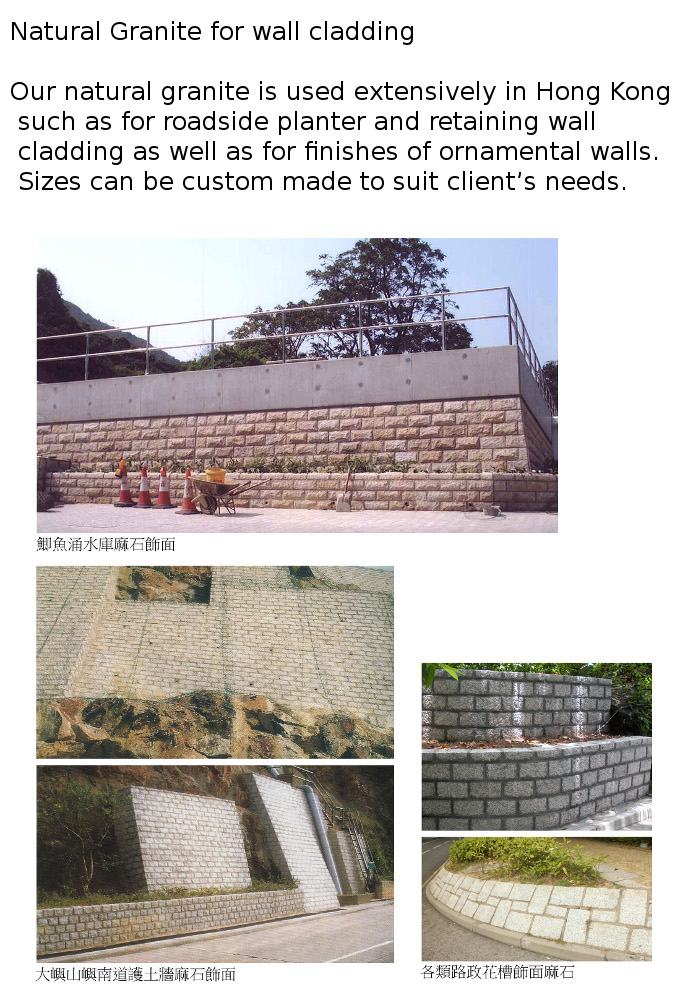 Natural Granite for wall cladding
Our natural granite is used extensively in Hong Kong
such as for roadside planter and retaining wall
cladding as well as for finishes of ornamental walls.
Sizes can be custom made to suit client's needs.
鯽魚涌水庫麻石飾面
大嶼山嶼南道護土牆麻石飾面
各類路政花槽飾面麻石